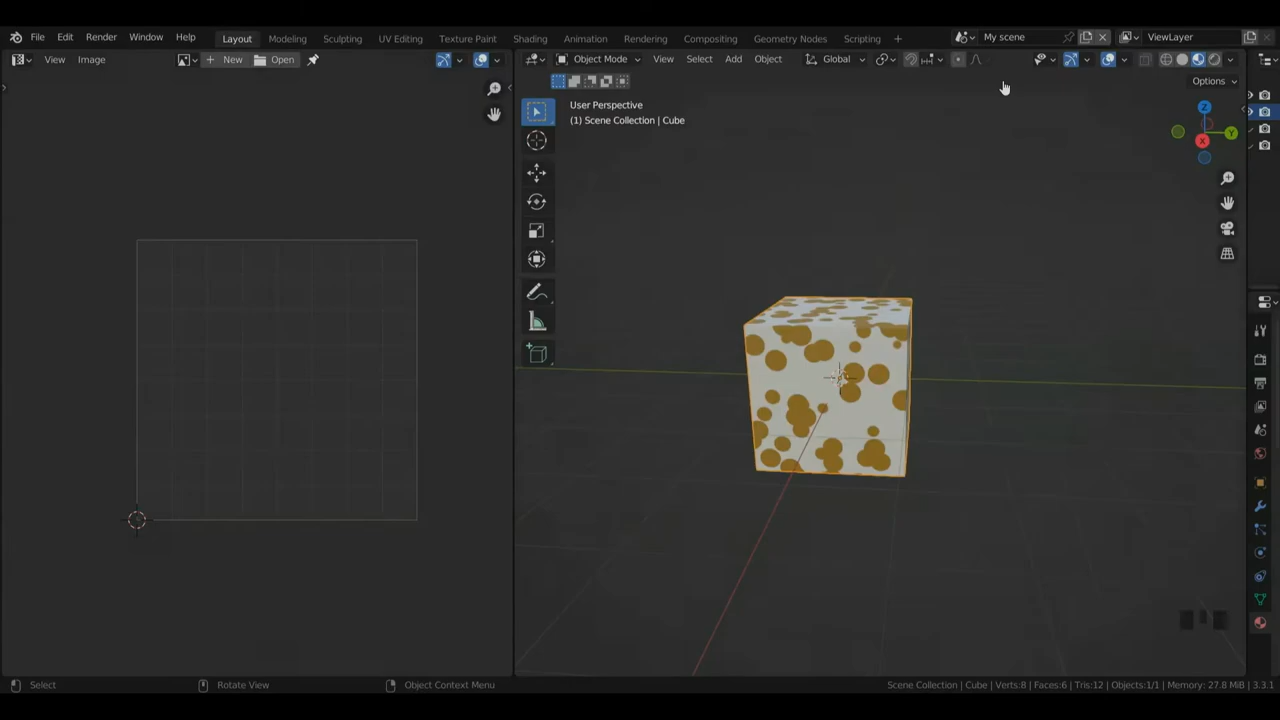 File Edit Render Window Help Layout Modeling Sculpting UV Editing Texture Paint Shading Animation Rendering Compositing Geometry Nodes Scripting + My scene ViewLayer
View Image + New Open Object Mode View Select Add Object Global
Options
User Perspective
(1) Scene Collection | Cube
Z
Y
X
Select Rotate View Object Context Menu Scene Collection | Cube | Verts:8 | Faces:6 | Tris:12 | Objects:1/1 | Memory: 27.8 MiB | 3.3.1